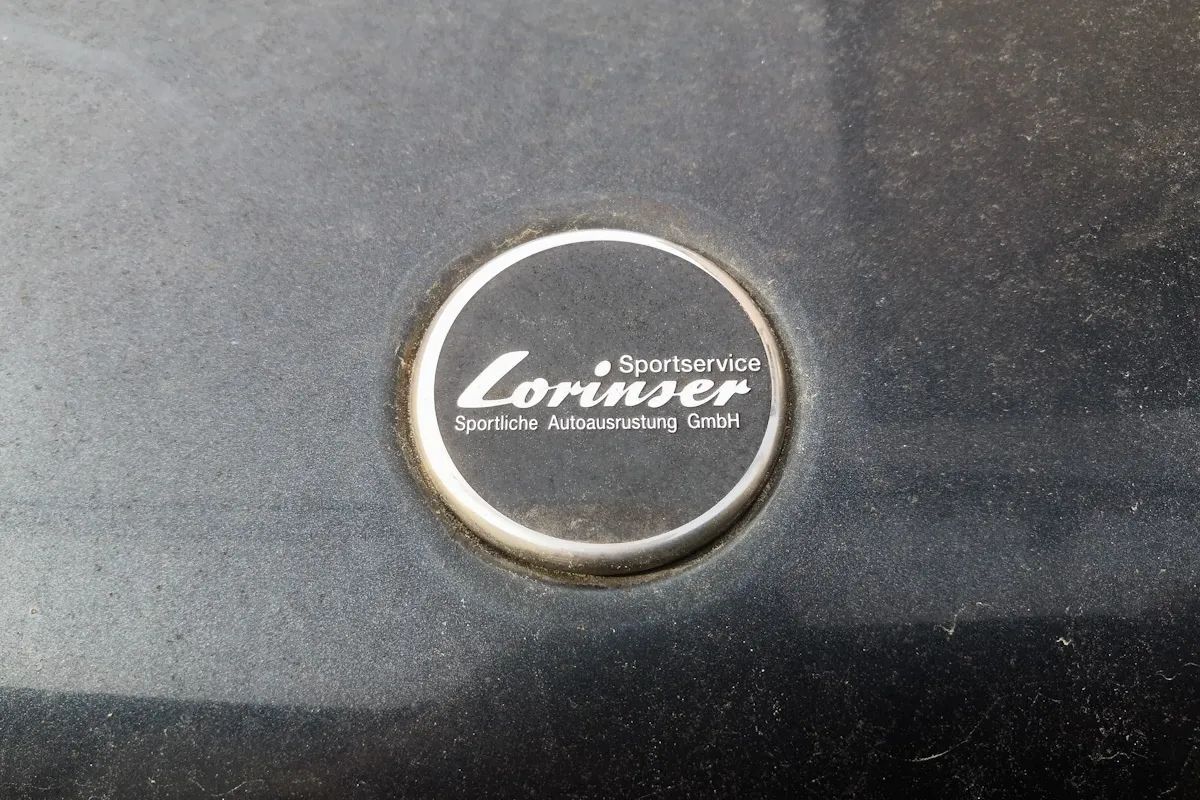 Sportservice
Lorinser
Sportliche Autoausrustung GmbH